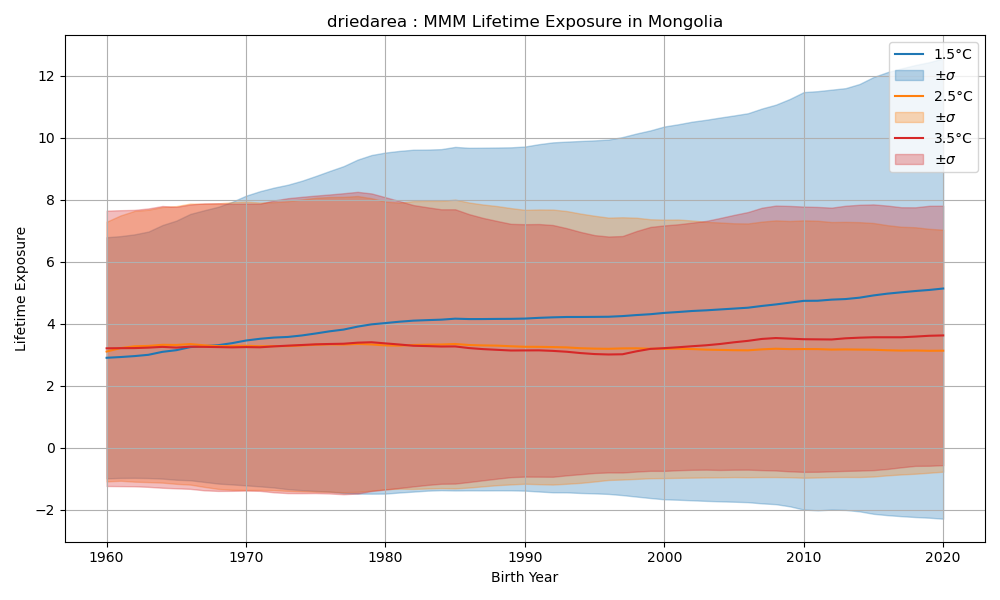 driedarea : MMM Lifetime Exposure in Mongolia
1.5°C
±σ
2.5°C
±σ
3.5°C
±σ
12
10
8
6
4
2
0
−2
Lifetime Exposure
1960
1970
1980
1990
2000
2010
2020
Birth Year